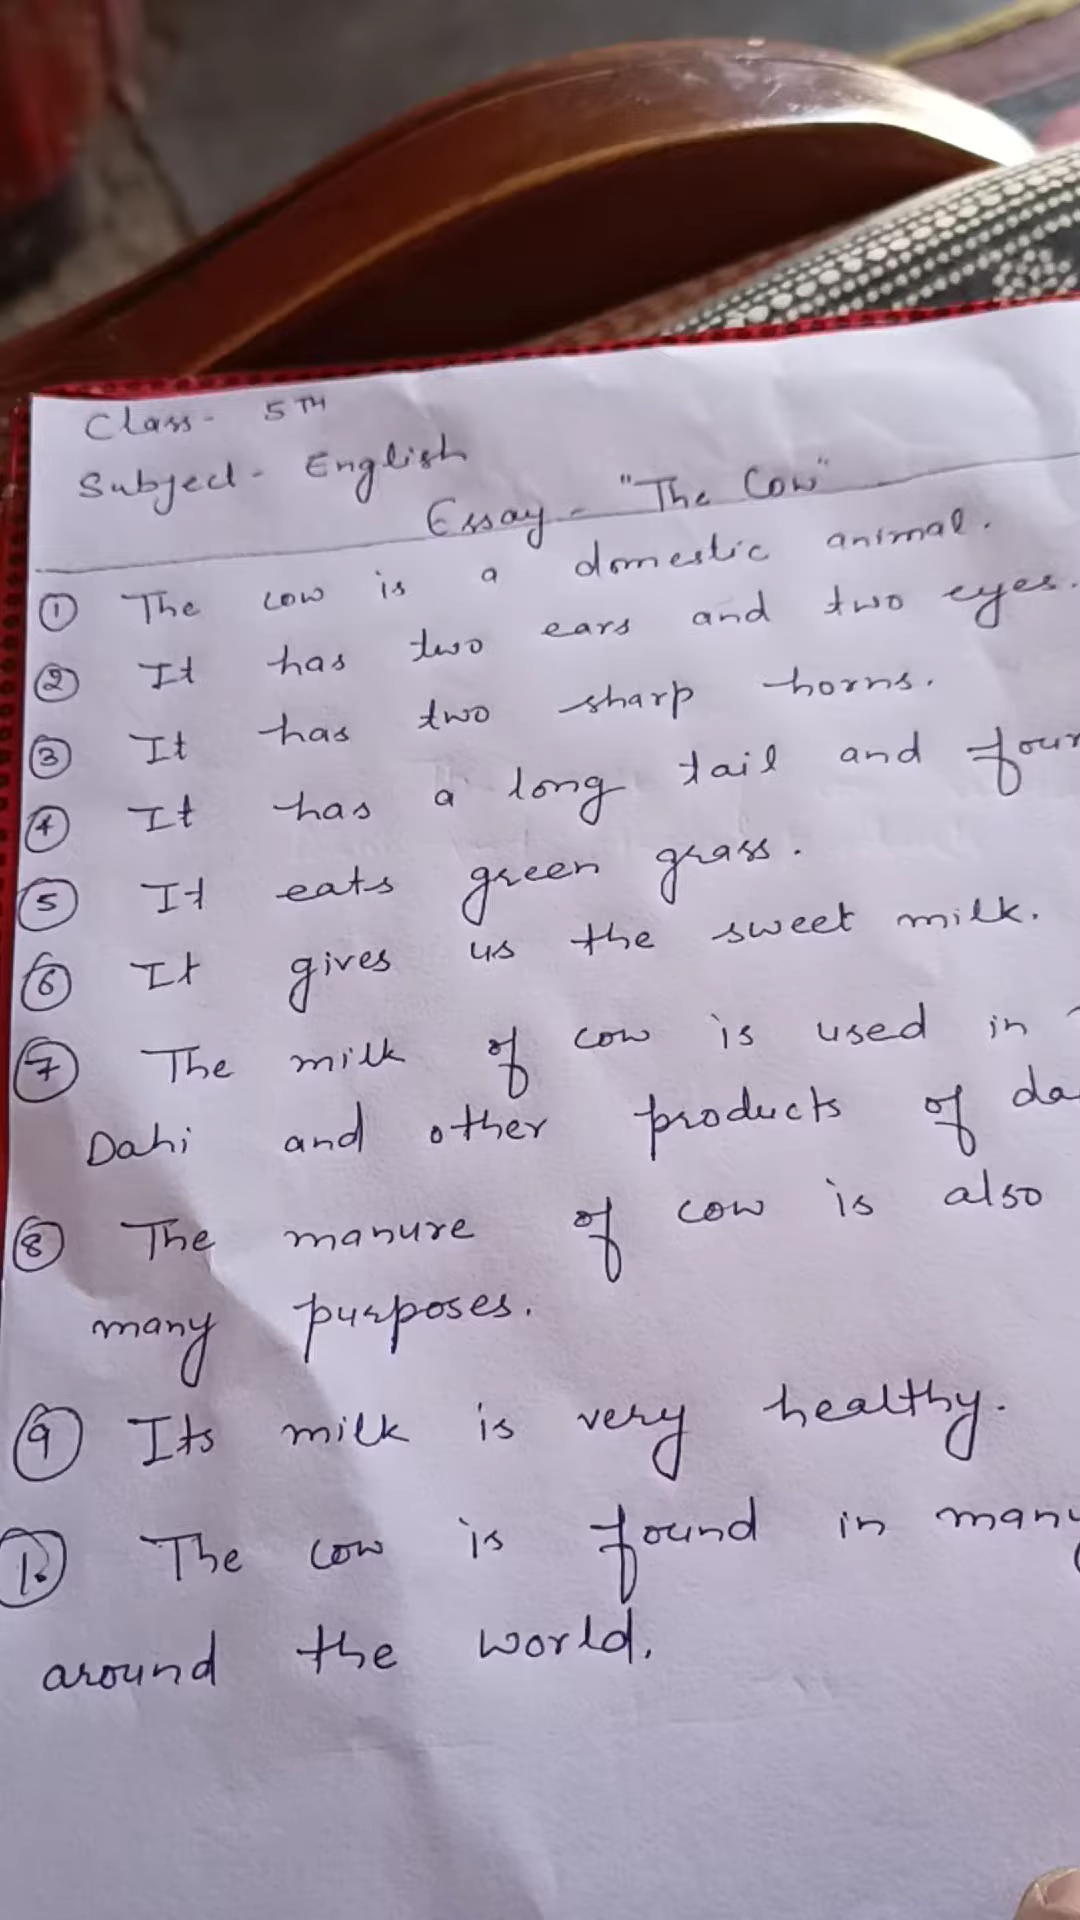 Class- 5TH
Subject- English
Essay - "The Cow"
① The cow is a domestic animal.
② It has two ears and two eyes.
③ It has two sharp horns.
④ It has a long tail and four
⑤ It eats green grass.
⑥ It gives us the sweet milk.
⑦ The milk of cow is used in
Dahi and other products of
⑧ The manure of cow is also
many purposes.
⑨ Its milk is very healthy.
⑩ The cow is found in many
around the world.